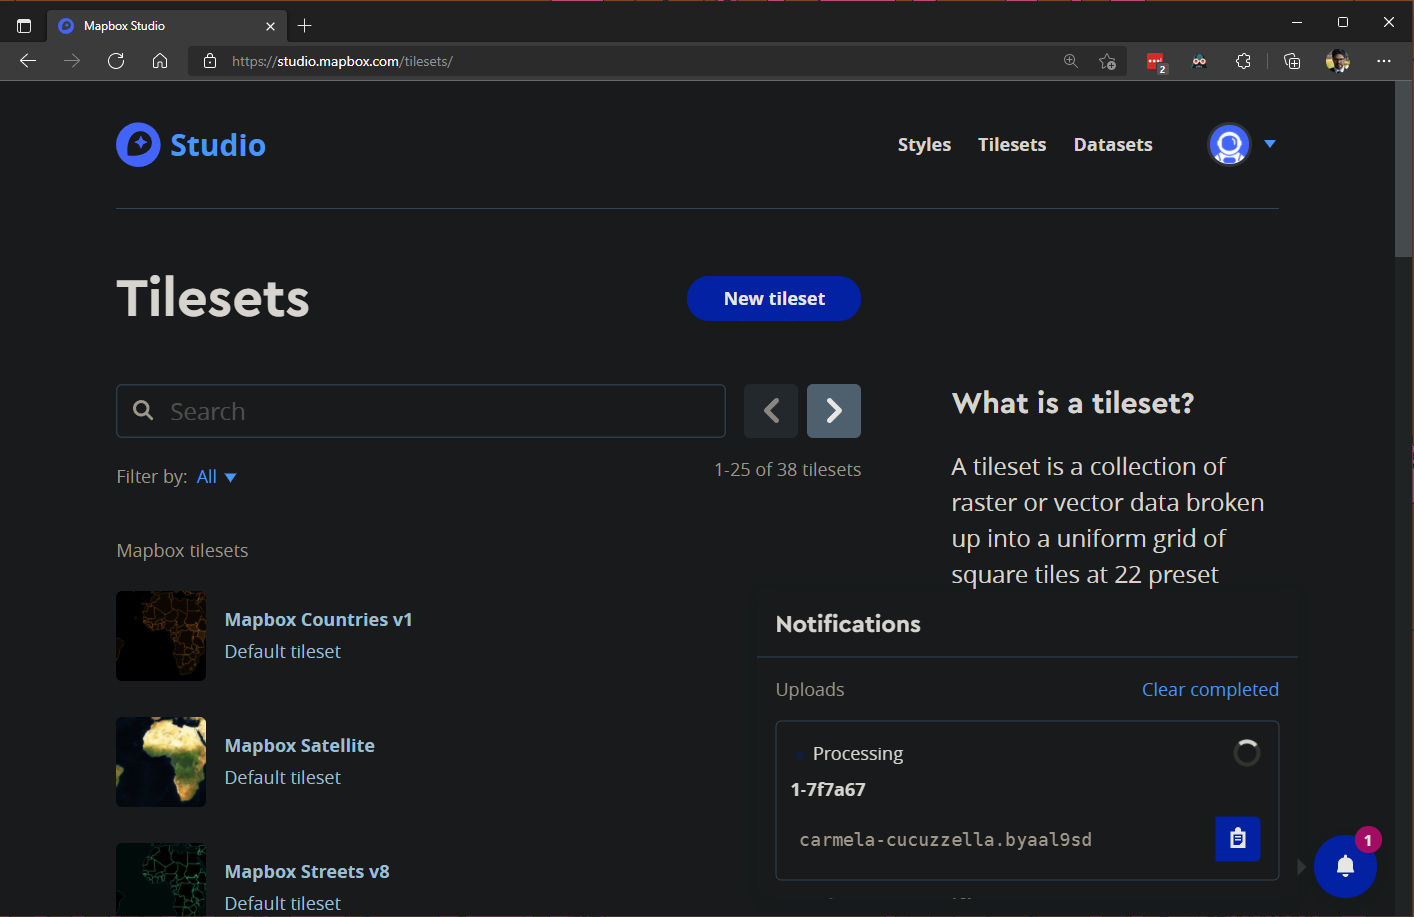 Mapbox Studio
https://studio.mapbox.com/tilesets/
2
Studio
Styles Tilesets Datasets
Tilesets
New tileset
Search
Filter by: All
1-25 of 38 tilesets
Mapbox tilesets
Mapbox Countries v1
Default tileset
Mapbox Satellite
Default tileset
Mapbox Streets v8
Default tileset
What is a tileset?
A tileset is a collection of
raster or vector data broken
up into a uniform grid of
square tiles at 22 preset
Notifications
Uploads Clear completed
Processing
1-7f7a67
carmela-cucuzzella.byaal9sd
1